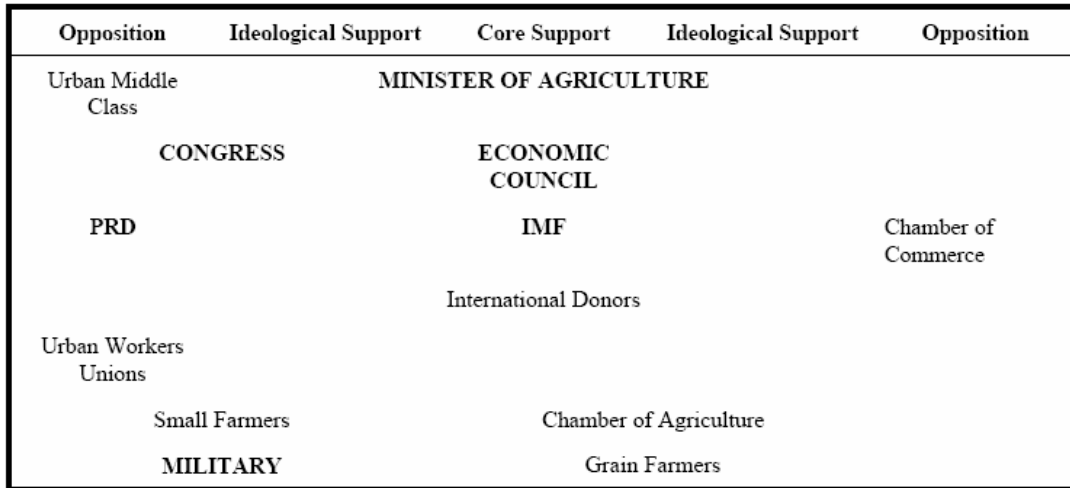 Opposition Ideological Support Core Support Ideological Support Opposition
Urban Middle MINISTER OF AGRICULTURE
Class
CONGRESS ECONOMIC
COUNCIL
PRD IMF Chamber of
Commerce
International Donors
Urban Workers
Unions
Small Farmers Chamber of Agriculture
MILITARY Grain Farmers